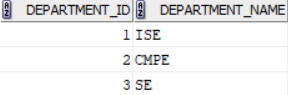 DEPARTMENT_ID DEPARTMENT_NAME
1 ISE
2 CMPE
3 SE